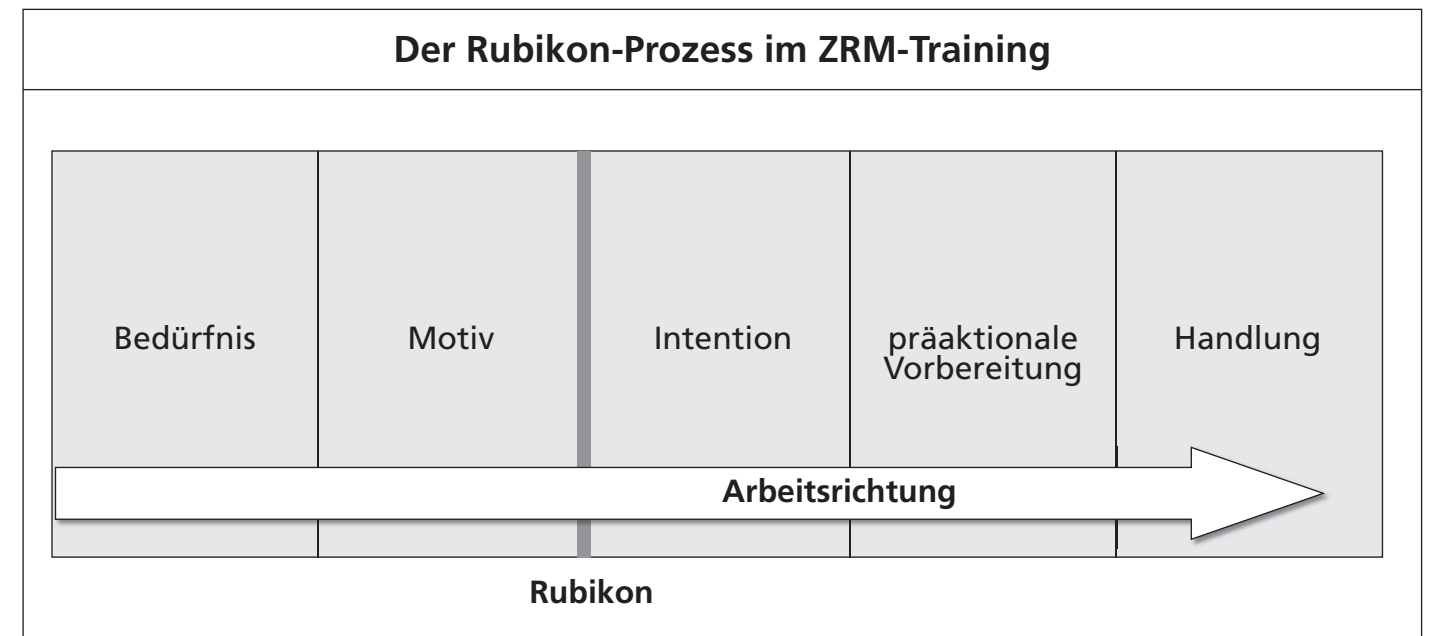 Der Rubikon-Prozess im ZRM-Training
Bedürfnis
Motiv
Intention
präaktionale
Vorbereitung
Handlung
Arbeitsrichtung
Rubikon